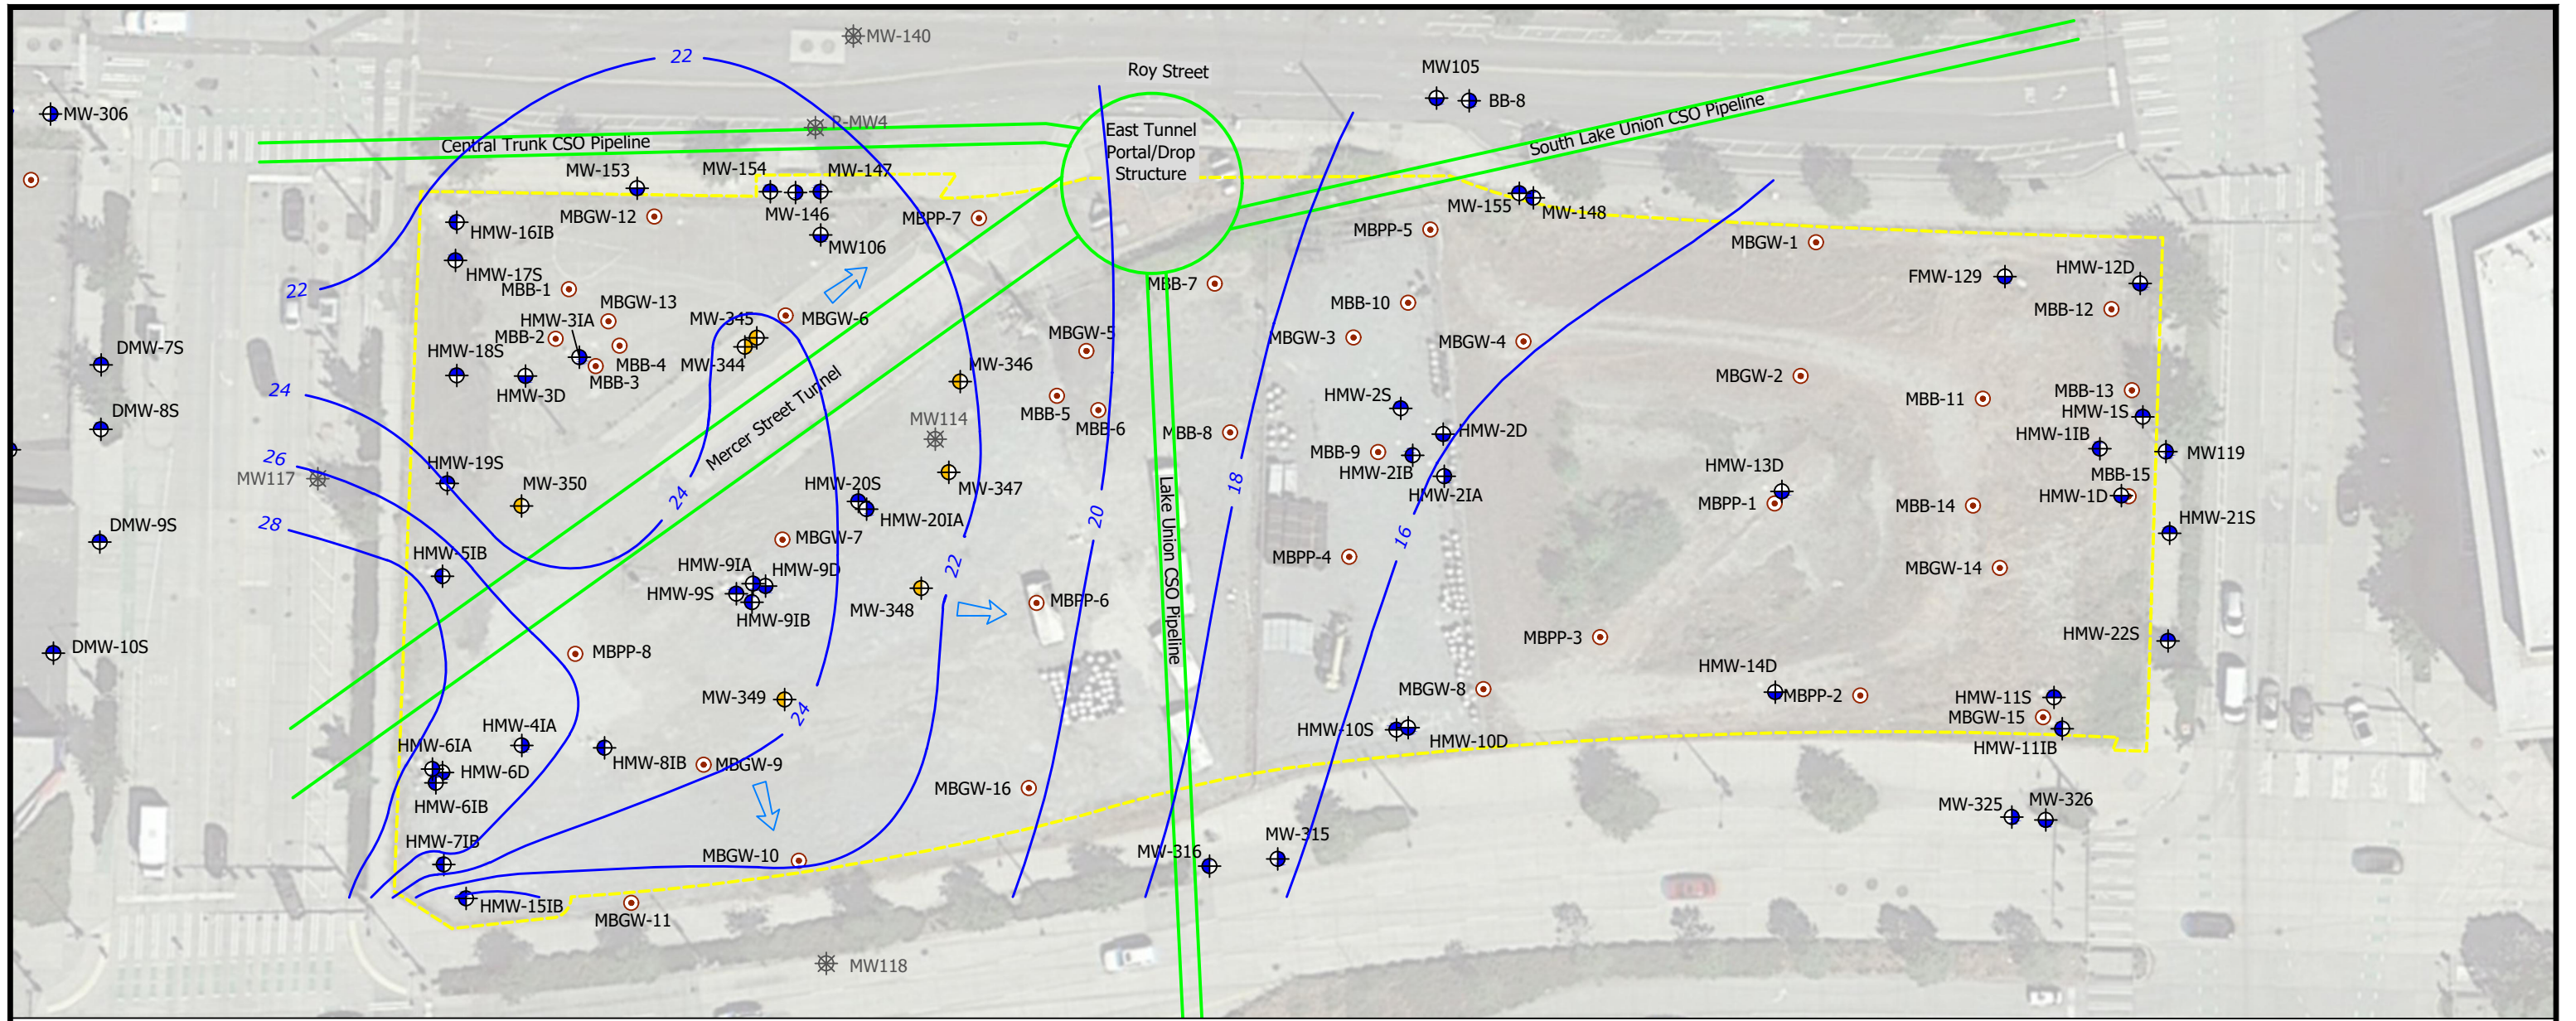 22
MW-140
Roy Street
MW105
BB-8
MW-306
East Tunnel
Portal/Drop
Structure
South Lake Union CSO Pipeline
P-MW4
Central Trunk CSO Pipeline
MW-153
MW-154
MW-147
MW-146
MBGW-12
MBPP-7
MW106
MW-155
MW-148
MBPP-5
MBGW-1
HMW-16IB
HMW-17S
MBB-1
22
MBGW-13
MBB-7
MBB-10
FMW-129
HMW-12D
MBB-12
HMW-3IA
MBB-2
MBB-4
MBB-3
MW-345
MBGW-6
MW-344
MBGW-5
MBGW-3
MBGW-4
DMW-7S
HMW-18S
HMW-3D
24
MW-346
MBGW-2
MBB-13
MBB-11
HMW-1S
HMW-2S
Mercer Street Tunnel
MW114
MBB-5
MBB-6
MBB-8
HMW-2D
DMW-8S
HMW-1IB
MW119
26
HMW-19S
MW117
MBB-9
HMW-2IB
HMW-2IA
HMW-13D
MBPP-1
MBB-15
HMW-1D
MBB-14
MW-350
24
HMW-20S
HMW-20IA
MW-347
20
18
16
28
DMW-9S
HMW-21S
HMW-5IB
MBGW-7
Lake Union CSO Pipeline
22
HMW-9IA
HMW-9D
HMW-9S
HMW-9IB
MW-348
MBPP-4
MBGW-14
MBPP-6
DMW-10S
MBPP-8
MBPP-3
HMW-22S
MW-349
24
HMW-14D
MBPP-2
MBGW-8
HMW-11S
MBGW-15
HMW-11IB
HMW-4IA
HMW-6IA
HMW-6D
HMW-6IB
HMW-8IB
MBGW-9
HMW-10S
HMW-10D
MBGW-16
MW-325
MW-326
HMW-7IB
MBGW-10
MW-316
MW-315
HMW-15IB
MBGW-11
MW118